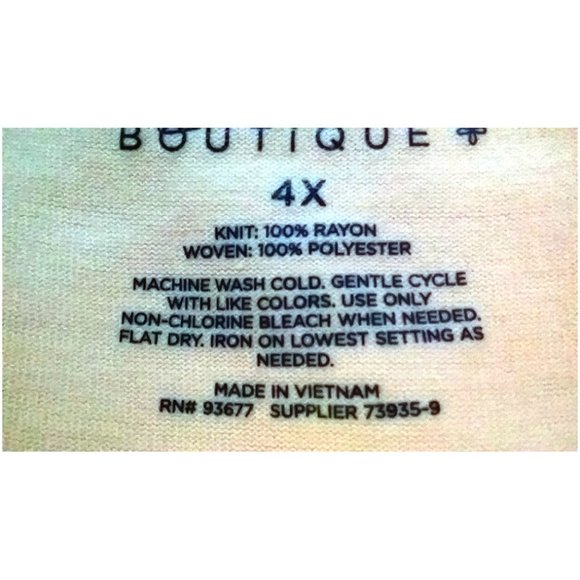 BOUTIQUE
4X
KNIT: 100% RAYON
WOVEN: 100% POLYESTER
MACHINE WASH COLD. GENTLE CYCLE
WITH LIKE COLORS. USE ONLY
NON-CHLORINE BLEACH WHEN NEEDED.
FLAT DRY. IRON ON LOWEST SETTING AS
NEEDED.
MADE IN VIETNAM
RN# 93677 SUPPLIER 73935-9